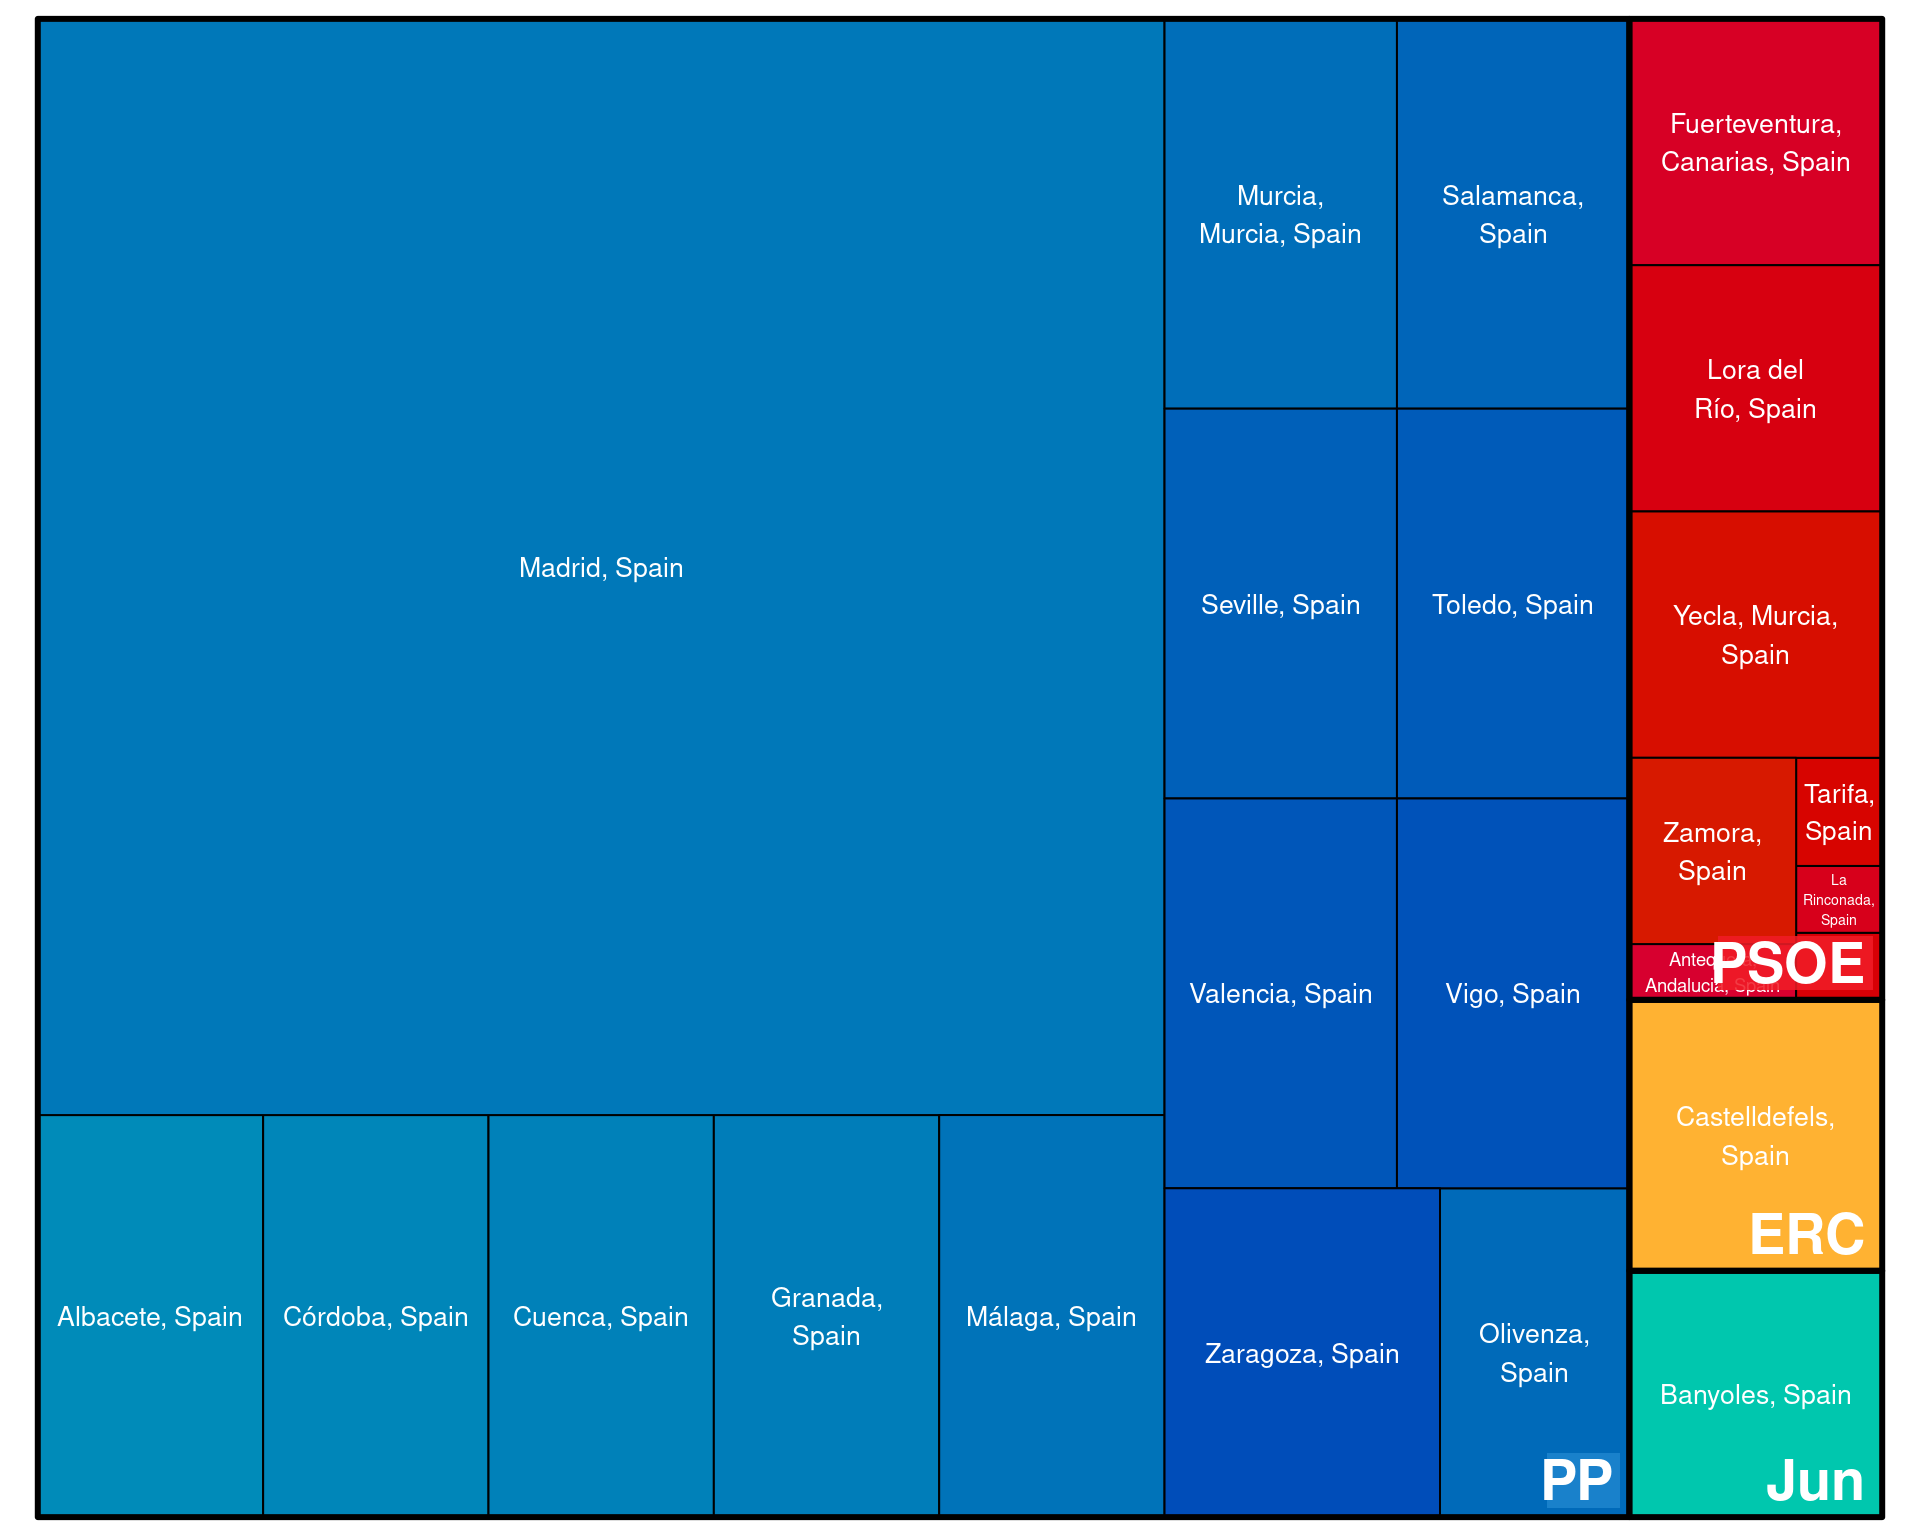 Madrid, Spain
Murcia,
Murcia, Spain
Salamanca,
Spain
Seville, Spain
Toledo, Spain
Valencia, Spain
Vigo, Spain
Albacete, Spain
Córdoba, Spain
Cuenca, Spain
Granada,
Spain
Málaga, Spain
Zaragoza, Spain
Olivenza,
Spain
PP
Fuerteventura,
Canarias, Spain
Lora del
Río, Spain
Yecla, Murcia,
Spain
Zamora,
Spain
Tarifa,
Spain
La
Rinconada,
Spain
Andalucia, Spain
PSOE
Castelldefels,
Spain
ERC
Banyoles, Spain
Jun